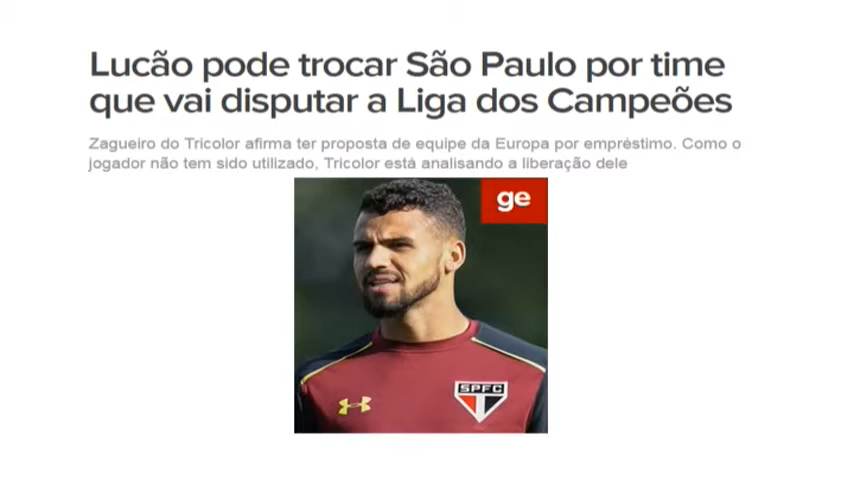 Lucão pode trocar São Paulo por time
que vai disputar a Liga dos Campeões
Zagueiro do Tricolor afirma ter proposta de equipe da Europa por empréstimo. Como o
jogador não tem sido utilizado, Tricolor está analisando a liberação dele
ge
SPFC